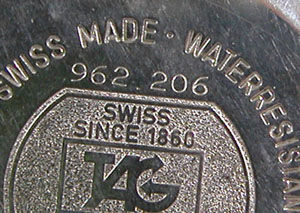 SWISS MADE · WATERRESISTAN
962.206
SWISS
SINCE 1860
TAG